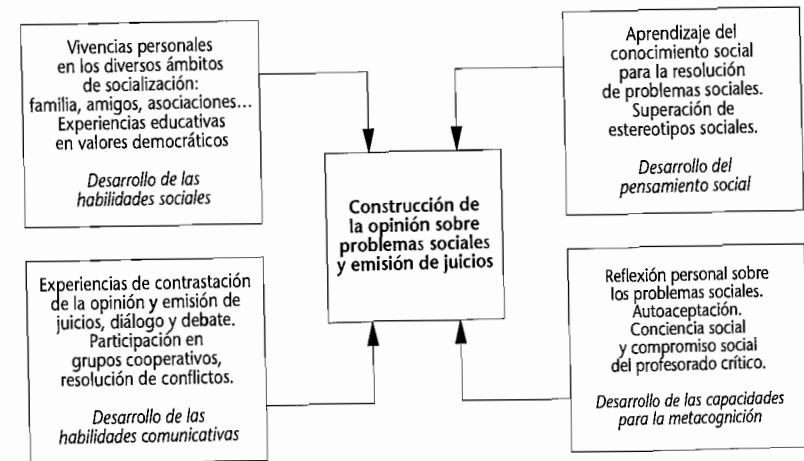 Vivencias personales
en los diversos ámbitos
de socialización:
familia, amigos, asociaciones...
Experiencias educativas
en valores democráticos
Desarrollo de las
habilidades sociales
Aprendizaje del
conocimiento social
para la resolución
de problemas sociales.
Superación de
estereotipos sociales.
Desarrollo del
pensamiento social
Construcción de
la opinión sobre
problemas sociales
y emisión de juicios
Experiencias de contrastación
de la opinión y emisión de
juicios, diálogo y debate.
Participación en
grupos cooperativos,
resolución de conflictos.
Desarrollo de las
habilidades comunicativas
Reflexión personal sobre
los problemas sociales.
Autoaceptación.
Conciencia social
y compromiso social
del profesorado crítico.
Desarrollo de las capacidades
para la metacognición